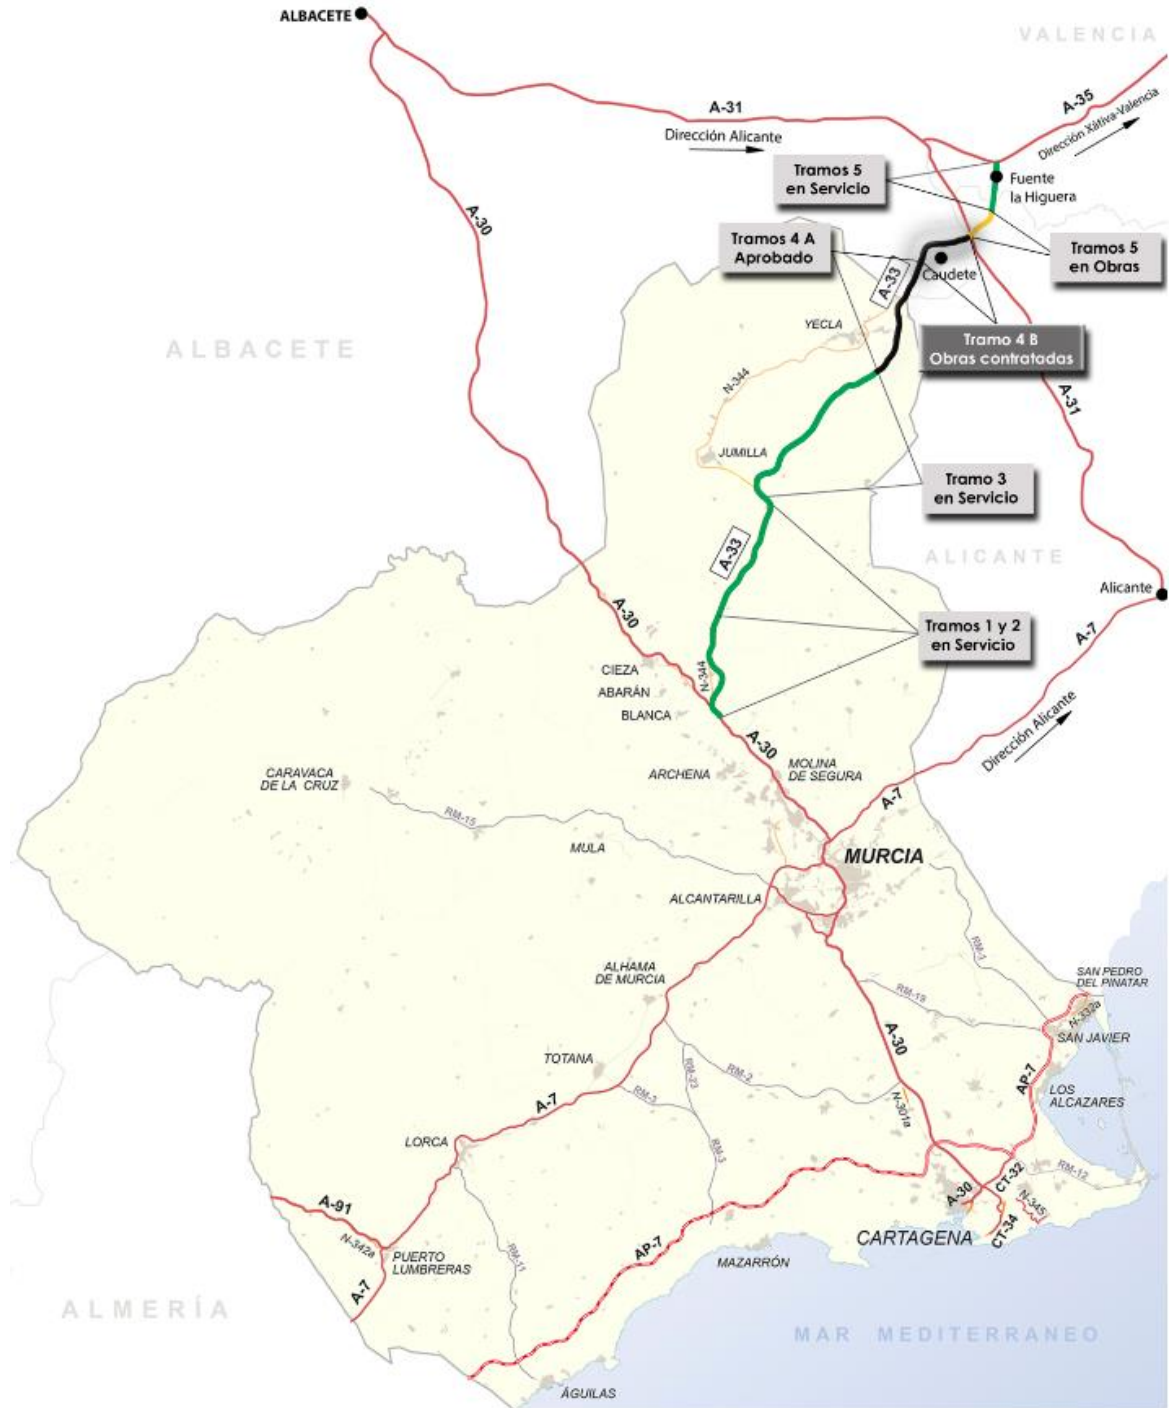 ALBACETE
VALENCIA
A-31
A-35
Dirección Alicante
Dirección Xátiva-Valencia
Tramos 5
en Servicio
Fuente
la Higuera
A-30
Tramos 4 A
Aprobado
Tramos 5
en Obras
Caudete
A-33
YECLA
Tramo 4 B
Obras contratadas
ALBACETE
N-344
A-31
JUMILLA
Tramo 3
en Servicio
A-33
ALICANTE
Alicante
A-30
Tramos 1 y 2
en Servicio
A-7
CIEZA
N-344
ABARÁN
BLANCA
Dirección Alicante
A-30
ARCHENA
MOLINA
DE SEGURA
CARAVACA
DE LA CRUZ
A-7
RM-15
MULA
MURCIA
ALCANTARILLA
RM-1
ALHAMA
DE MURCIA
SAN PEDRO
DEL PINATAR
RM-19
N-332a
A-30
SAN JAVIER
TOTANA
RM-23
RM-2
AP-7
LOS
ALCAZARES
RM-3
A-7
N-301a
LORCA
RM-3
CT-32
RM-12
A-30
N-345
A-91
N-342a
CARTAGENA
CT-34
PUERTO
LUMBRERAS
RM-11
AP-7
MAZARRÓN
A-7
ALMERÍA
MAR MEDITERRANEO
ÁGUILAS